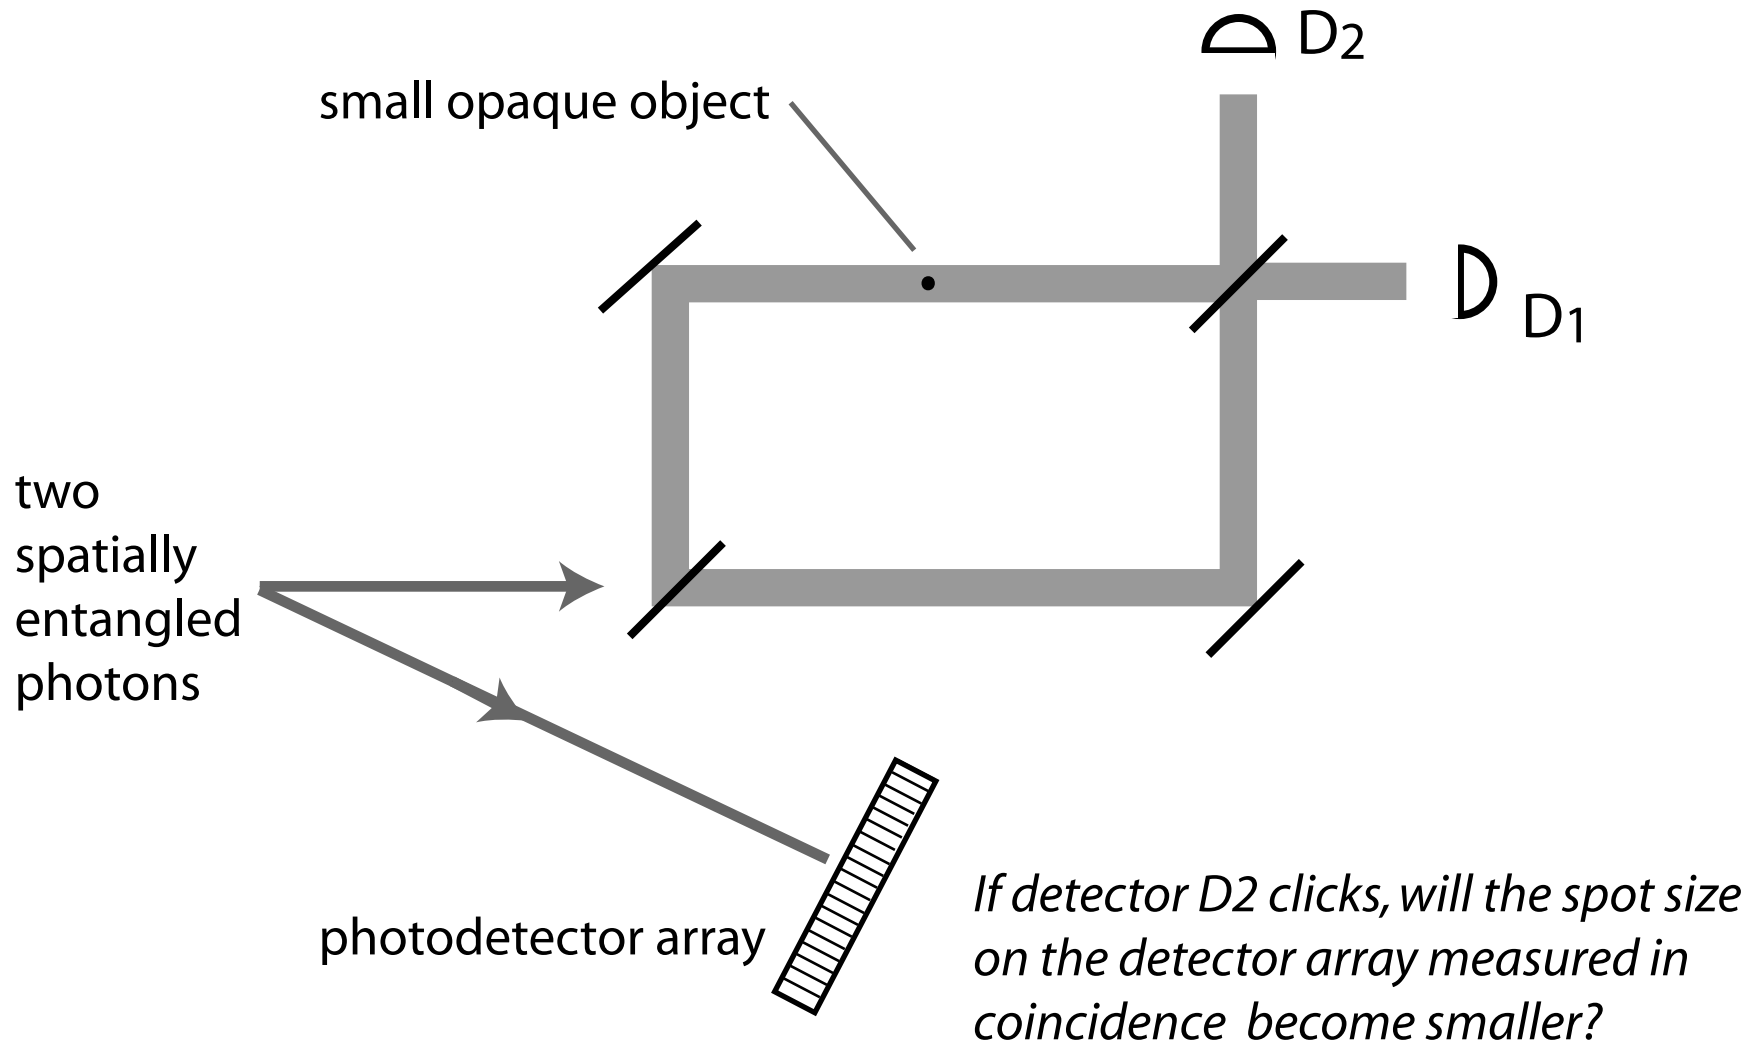 D2
small opaque object
D1
two
spatially
entangled
photons
photodetector array
If detector D2 clicks, will the spot size
on the detector array measured in
coincidence become smaller?